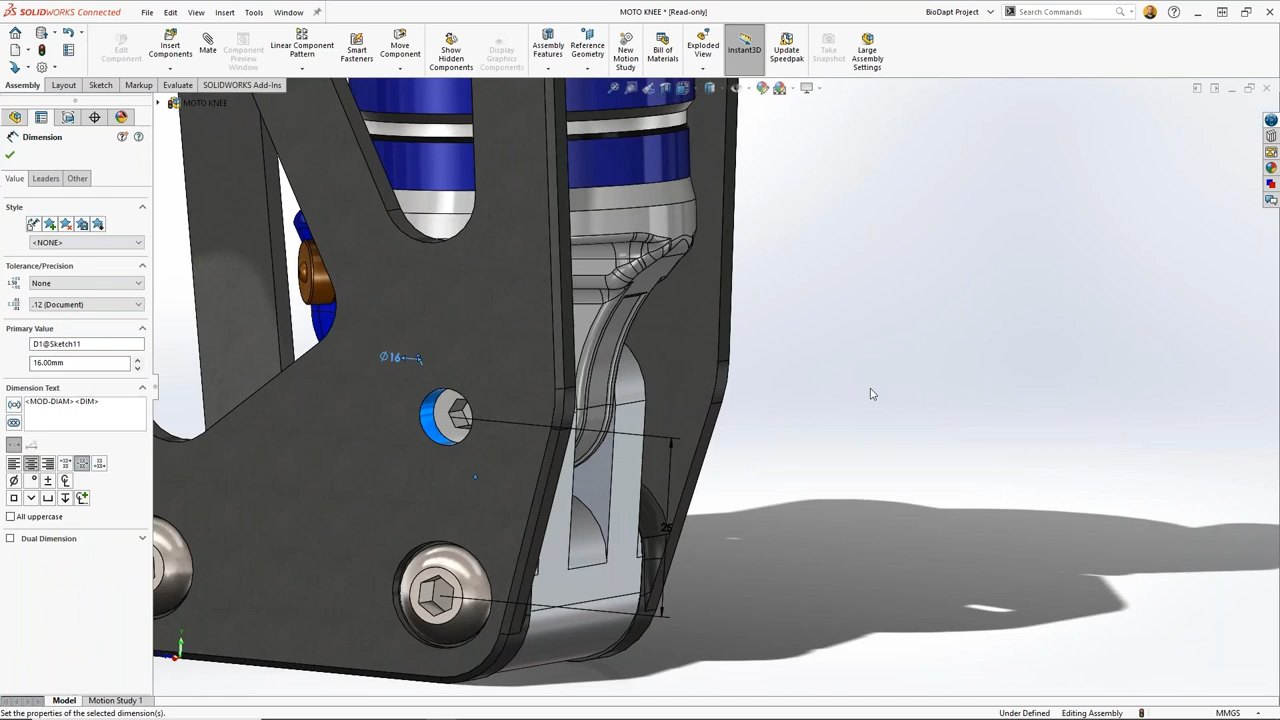 SOLIDWORKS Connected
File Edit View Insert Tools Window
MOTO KNEE * [Read-only]
BioDapt Project
Search Commands
Edit Component
Insert Components
Mate
Component Preview Window
Linear Component Pattern
Smart Fasteners
Move Component
Show Hidden Components
Display Graphics Components
Assembly Features
Reference Geometry
New Motion Study
Bill of Materials
Exploded View
Instant3D
Update Speedpak
Take Snapshot
Large Assembly Settings
Assembly Layout Sketch Markup Evaluate SOLIDWORKS Add-Ins
MOTO KNEE
Dimension
Value Leaders Other
Style
<NONE>
Tolerance/Precision
None
.12 (Document)
Primary Value
D1@Sketch11
16.00mm
Dimension Text
<MOD-DIAM> <DIM>
All uppercase
Dual Dimension
Ø16
25
Y
Model Motion Study 1
Set the properties of the selected dimension(s).
Under Defined Editing Assembly MMGS